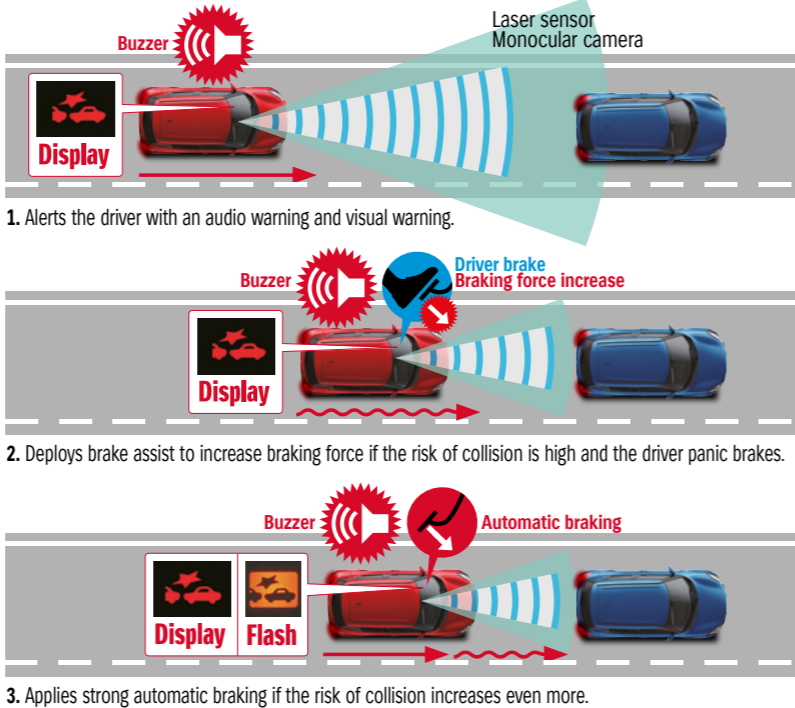 Laser sensor
Monocular camera
Buzzer
Display
1. Alerts the driver with an audio warning and visual warning.
Driver brake
Buzzer
Braking force increase
Display
2. Deploys brake assist to increase braking force if the risk of collision is high and the driver panic brakes.
Buzzer
Automatic braking
Display
Flash
3. Applies strong automatic braking if the risk of collision increases even more.